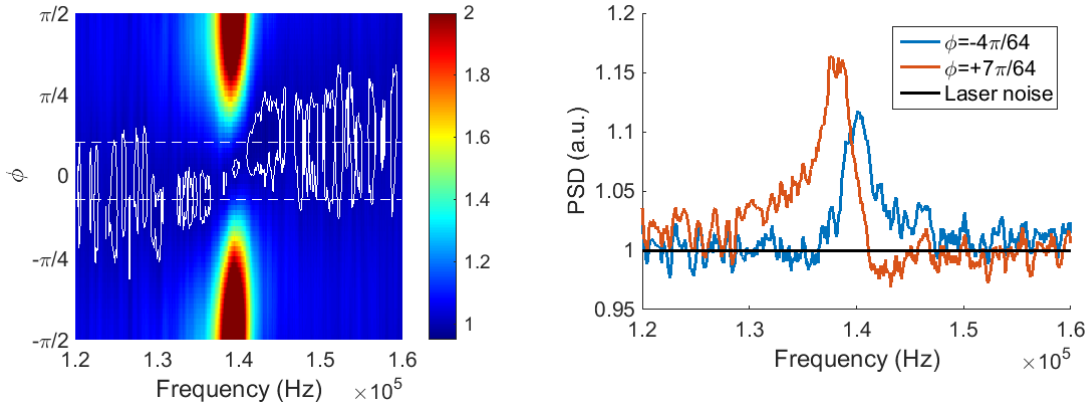 π/2
π/4
0
-π/4
-π/2
ϕ
1.2
1.3
1.4
1.5
1.6
Frequency (Hz)
×10⁵
2
1.8
1.6
1.4
1.2
1
1.2
1.15
1.1
1.05
1
0.95
PSD (a.u.)
ϕ=-4π/64
ϕ=+7π/64
Laser noise
1.2
1.3
1.4
1.5
1.6
Frequency (Hz)
×10⁵